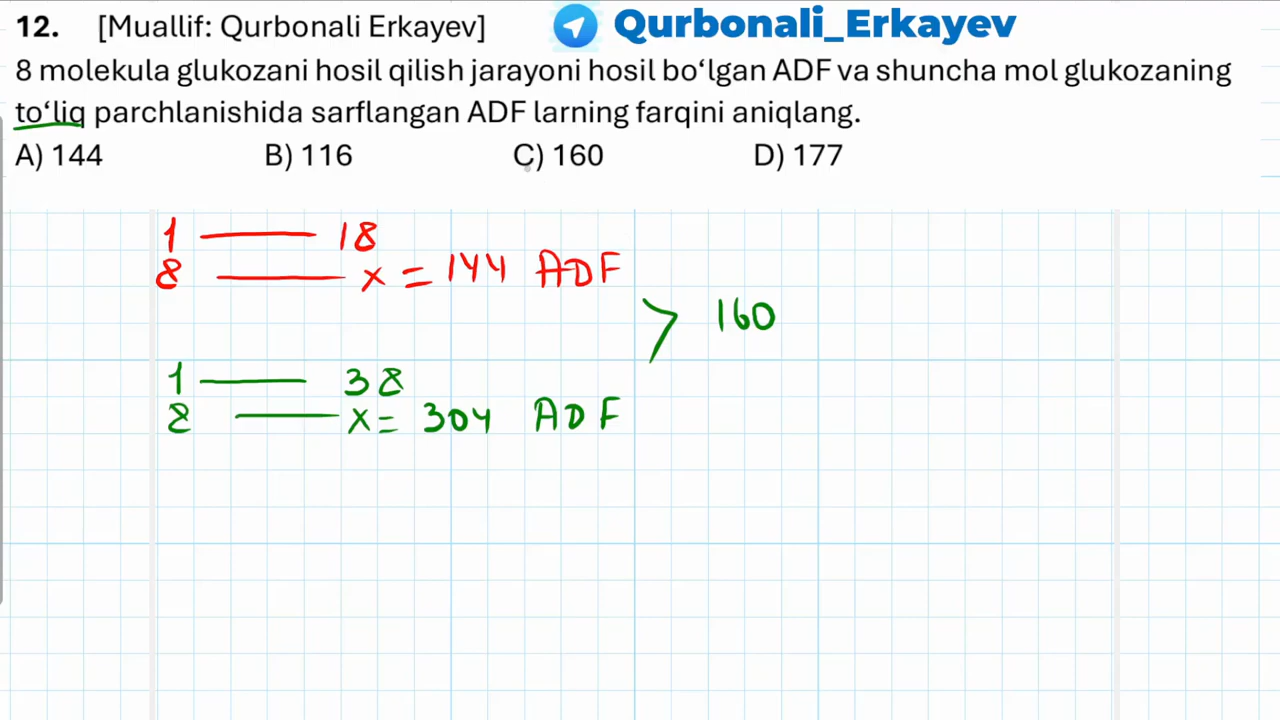 12. [Muallif: Qurbonali Erkayev] Qurbonali_Erkayev
8 molekula glukozani hosil qilish jarayoni hosil bo‘lgan ADF va shuncha mol glukozaning
to‘liq parchlanishida sarflangan ADF larning farqini aniqlang.
A) 144 B) 116 C) 160 D) 177
1 —— 18
8 —— x = 144 ADF
> 160
1 —— 38
8 —— x = 304 ADF